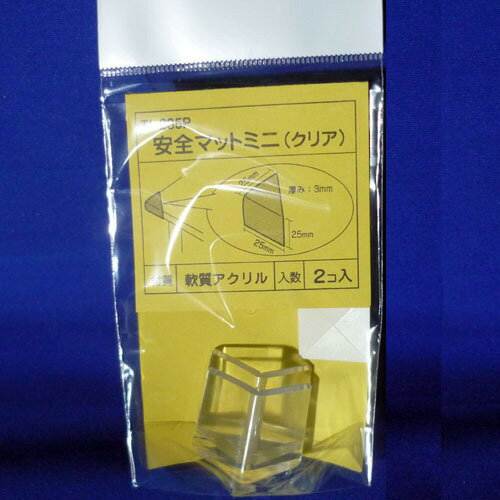 安全マットミニ(クリア)
厚み:3mm
25mm
25mm
質 軟質アクリル 入数 2コ入